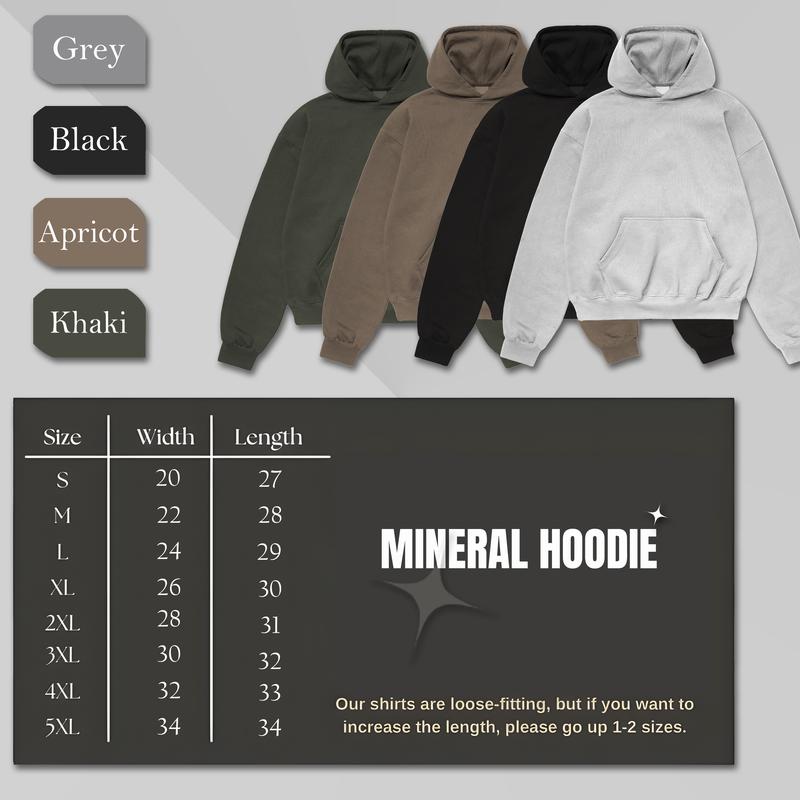 Grey
Black
Apricot
Khaki
Size Width Length
S 20 27
M 22 28
L 24 29
XL 26 30
2XL 28 31
3XL 30 32
4XL 32 33
5XL 34 34
MINERAL HOODIE
Our shirts are loose-fitting, but if you want to
increase the length, please go up 1-2 sizes.